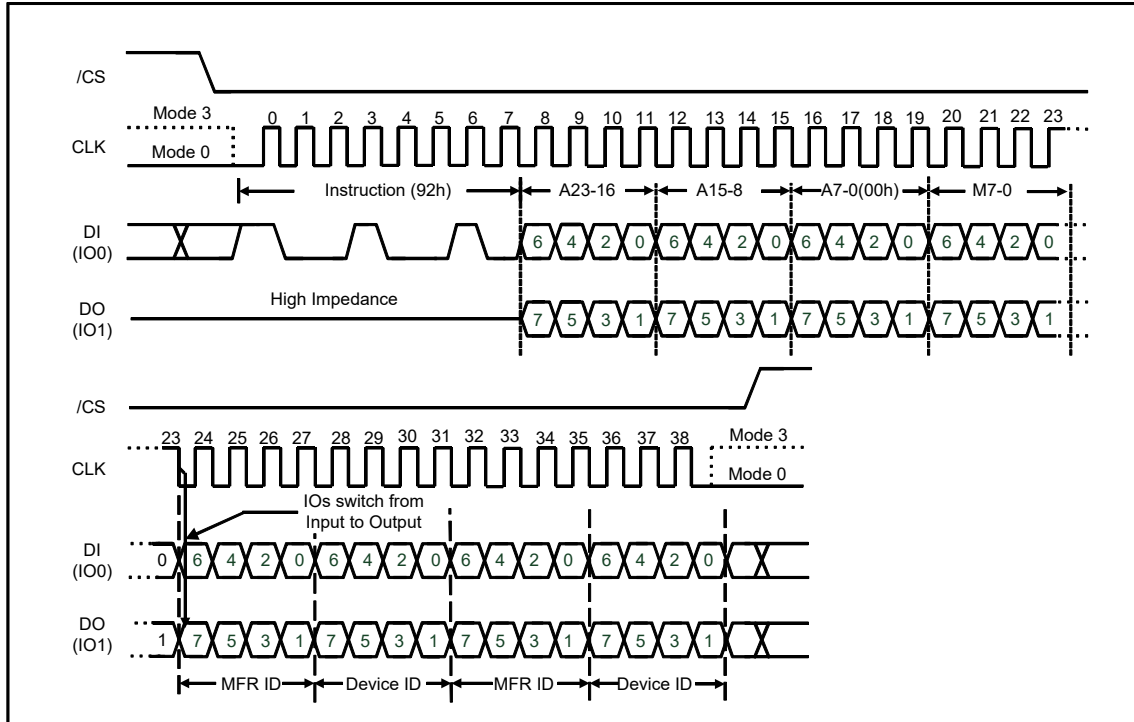 /CS
Mode 3
CLK
Mode 0
0 1 2 3 4 5 6 7 8 9 10 11 12 13 14 15 16 17 18 19 20 21 22 23
Instruction (92h) A23-16 A15-8 A7-0(00h) M7-0
DI
(IO0)
6 4 2 0 6 4 2 0 6 4 2 0 6 4 2 0
High Impedance
DO
(IO1)
7 5 3 1 7 5 3 1 7 5 3 1 7 5 3 1
/CS
23 24 25 26 27 28 29 30 31 32 33 34 35 36 37 38
Mode 3
CLK
Mode 0
IOs switch from
Input to Output
DI
(IO0)
0 6 4 2 0 6 4 2 0 6 4 2 0 6 4 2 0
DO
(IO1)
1 7 5 3 1 7 5 3 1 7 5 3 1 7 5 3 1
MFR ID Device ID MFR ID Device ID